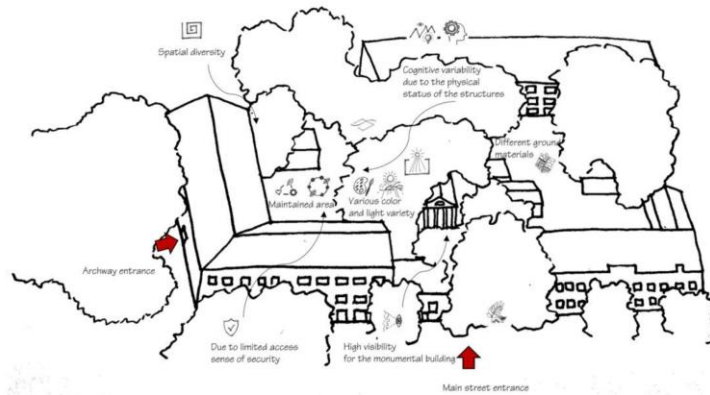 Spatial diversity
Cognitive variability
due to the physical
status of the structures
Different ground
materials
Maintained area
Various color
and light variety
Archway entrance
Due to limited access
sense of security
High visibility
for the monumental building
Main street entrance